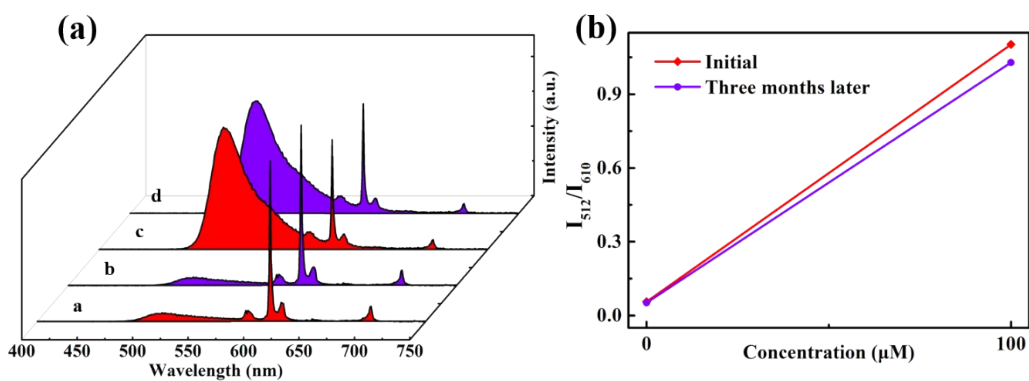 (a)
Intensity (a.u.)
d
c
b
a
400 450 500 550 600 650 700 750
Wavelength (nm)
(b)
Initial
Three months later
I512/I610
0.9
0.6
0.3
0.0
0 100
Concentration (μM)